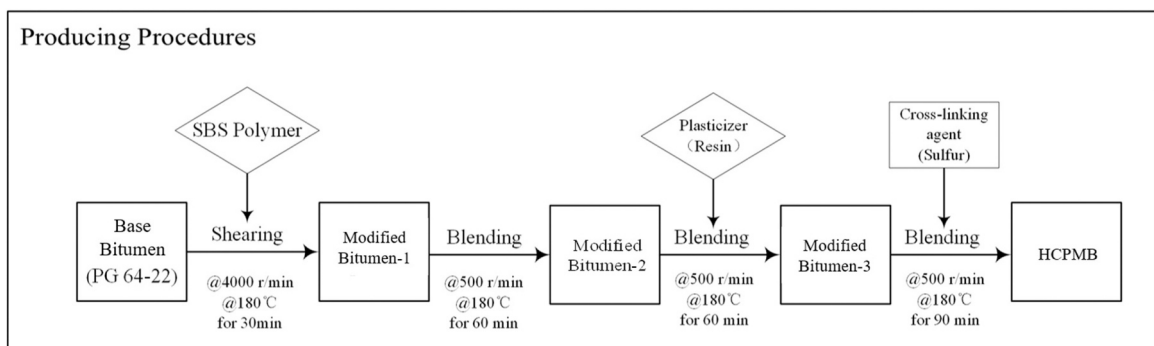 Producing Procedures
SBS Polymer
Plasticizer
（Resin）
Cross-linking
agent
(Sulfur)
Base
Bitumen
(PG 64-22)
Shearing
@4000 r/min
@180℃
for 30min
Modified
Bitumen-1
Blending
@500 r/min
@180℃
for 60 min
Modified
Bitumen-2
Blending
@500 r/min
@180℃
for 60 min
Modified
Bitumen-3
Blending
@500 r/min
@180℃
for 90 min
HCPMB